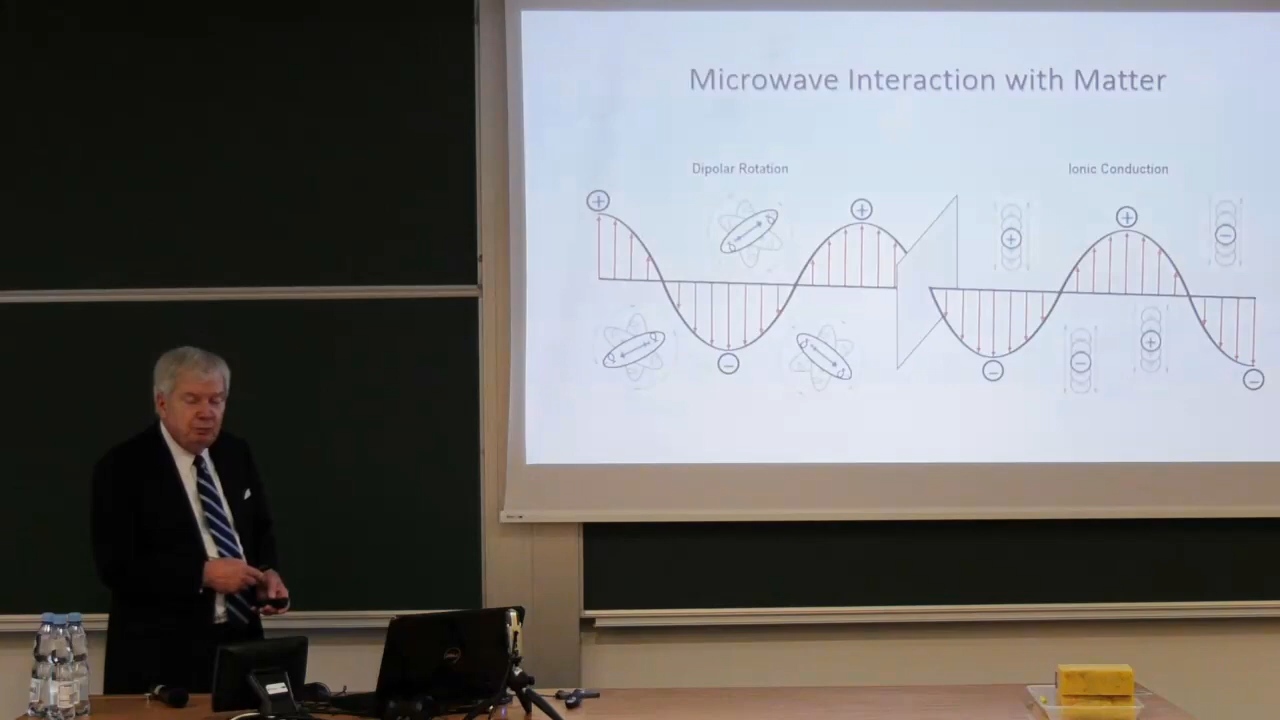 Microwave Interaction with Matter
Dipolar Rotation
Ionic Conduction